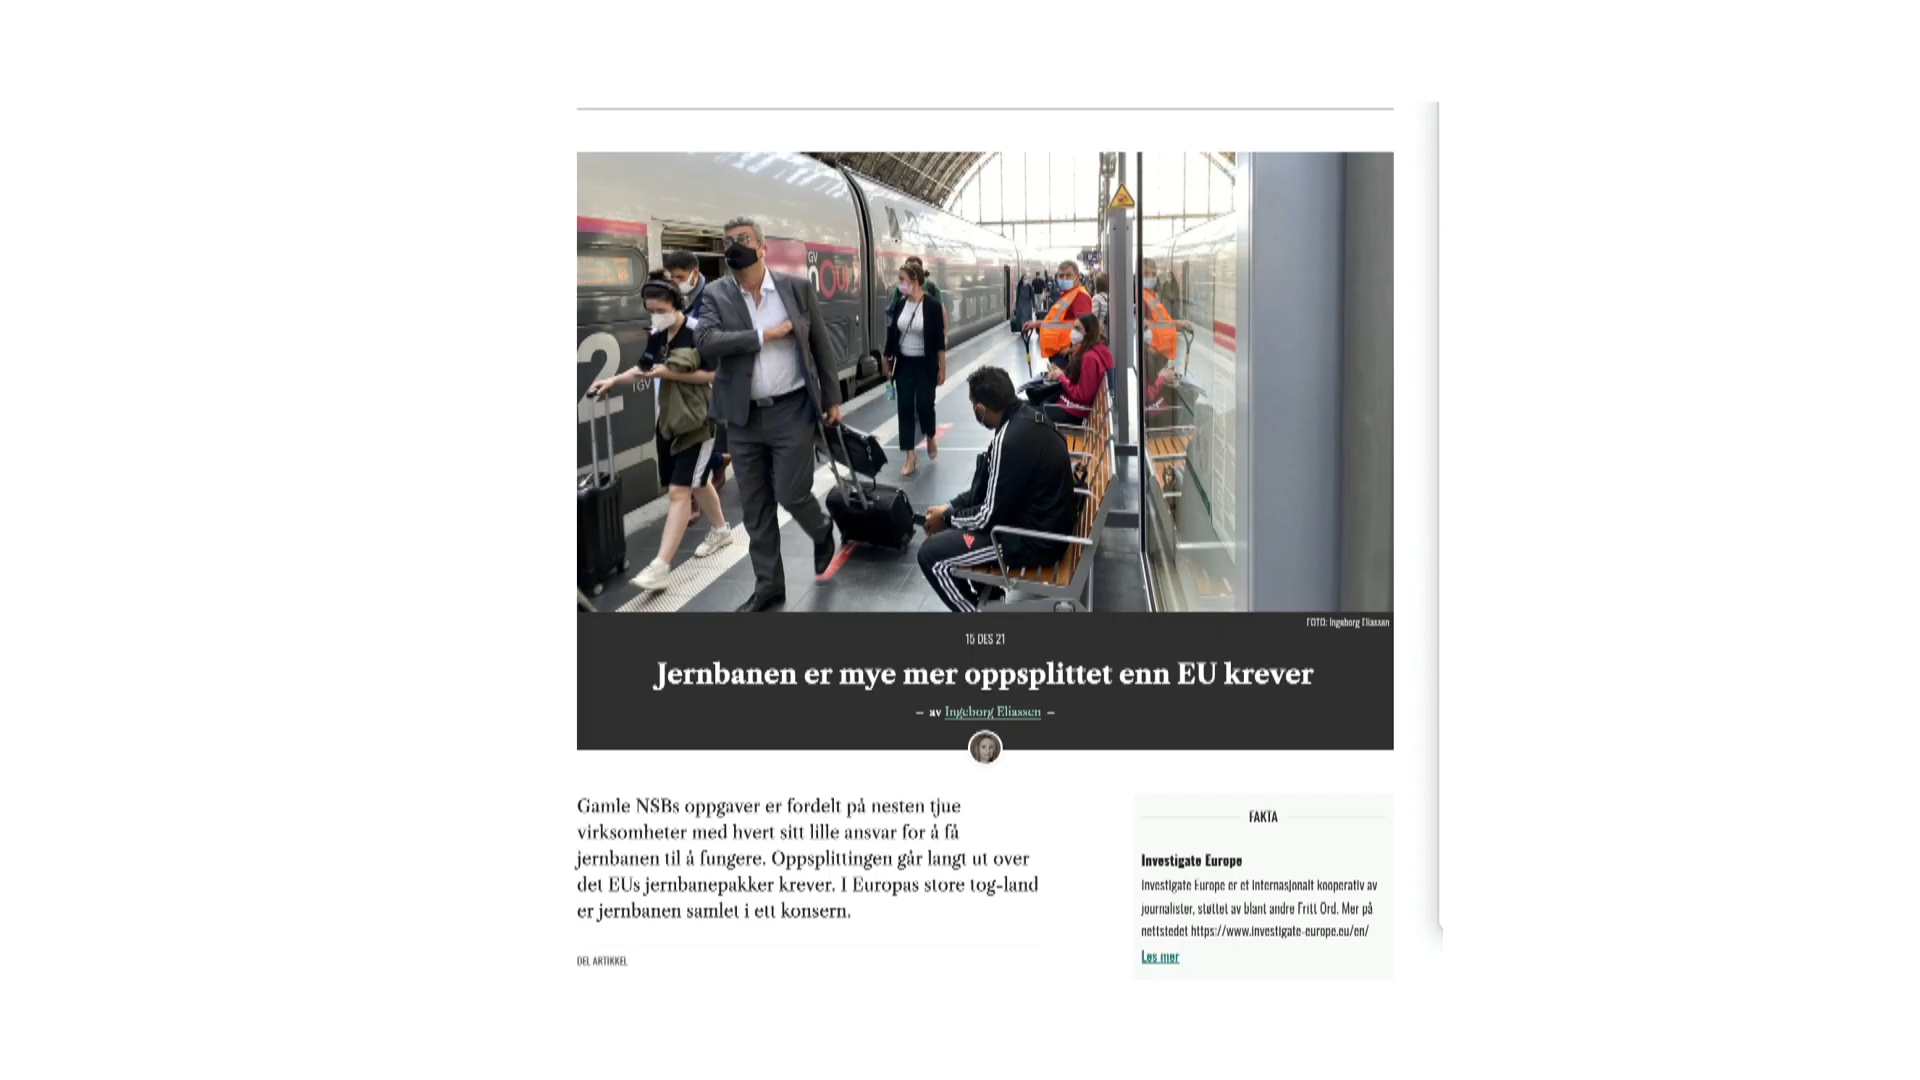 GV
nOUI
2
TGV
FOTO: Ingeborg Eliassen
15 DES 21
Jernbanen er mye mer oppsplittet enn EU krever
– av Ingeborg Eliassen –
Gamle NSBs oppgaver er fordelt på nesten tjue
virksomheter med hvert sitt lille ansvar for å få
jernbanen til å fungere. Oppsplittingen går langt ut over
det EUs jernbanepakker krever. I Europas store tog-land
er jernbanen samlet i ett konsern.
DEL ARTIKKEL
FAKTA
Investigate Europe
Investigate Europe er et internasjonalt kooperativ av
journalister, støttet av blant andre Fritt Ord. Mer på
nettstedet https://www.investigate-europe.eu/en/
Les mer